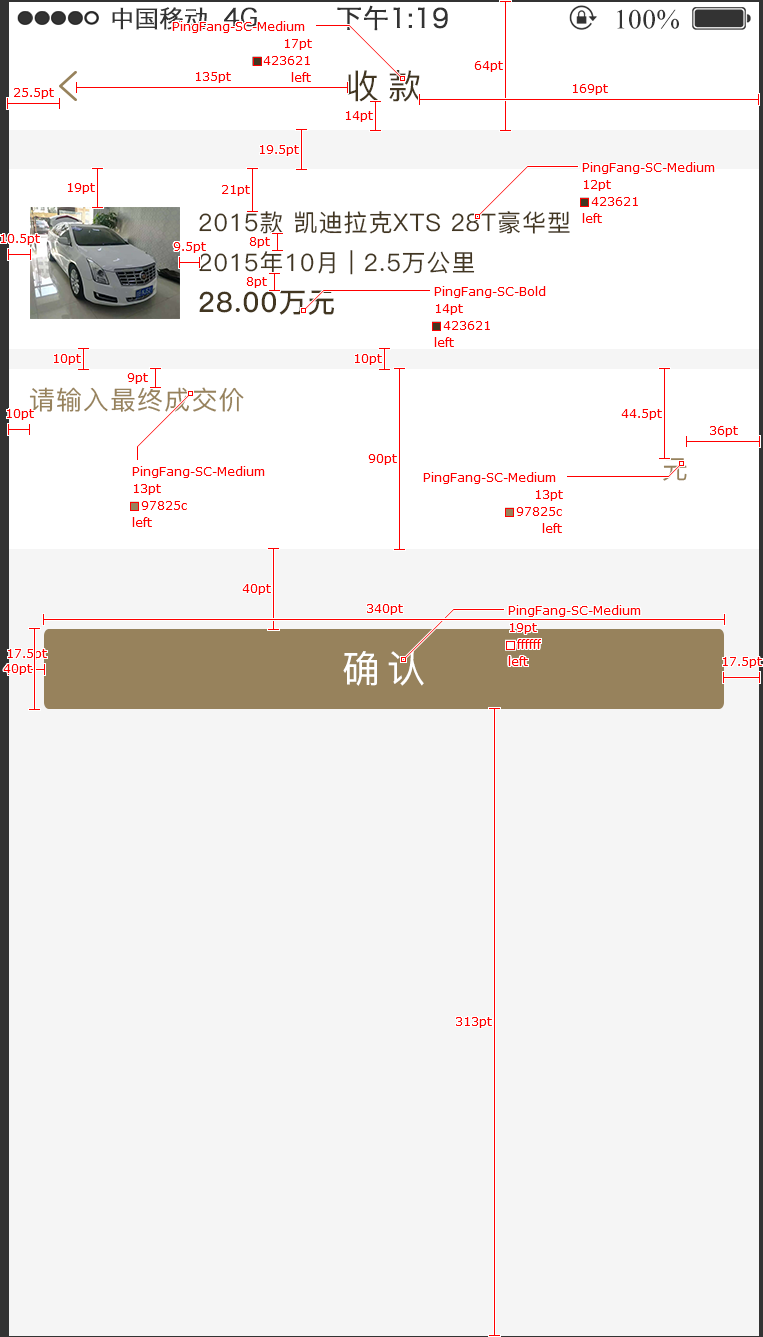 中国移动 4G 下午1:19 100%
PingFang-SC-Medium
17pt
423621
left
64pt
135pt
收款
169pt
25.5pt
14pt
19.5pt
PingFang-SC-Medium
12pt
423621
left
19pt
21pt
2015款 凯迪拉克XTS 28T豪华型
10.5pt
9.5pt
8pt
2015年10月 | 2.5万公里
8pt
28.00万元
PingFang-SC-Bold
14pt
423621
left
10pt
10pt
9pt
请输入最终成交价
10pt
44.5pt
36pt
90pt
元
PingFang-SC-Medium
13pt
97825c
left
PingFang-SC-Medium
13pt
97825c
left
40pt
340pt
PingFang-SC-Medium
19pt
ffffff
left
17.5pt
40pt
确认
17.5pt
313pt